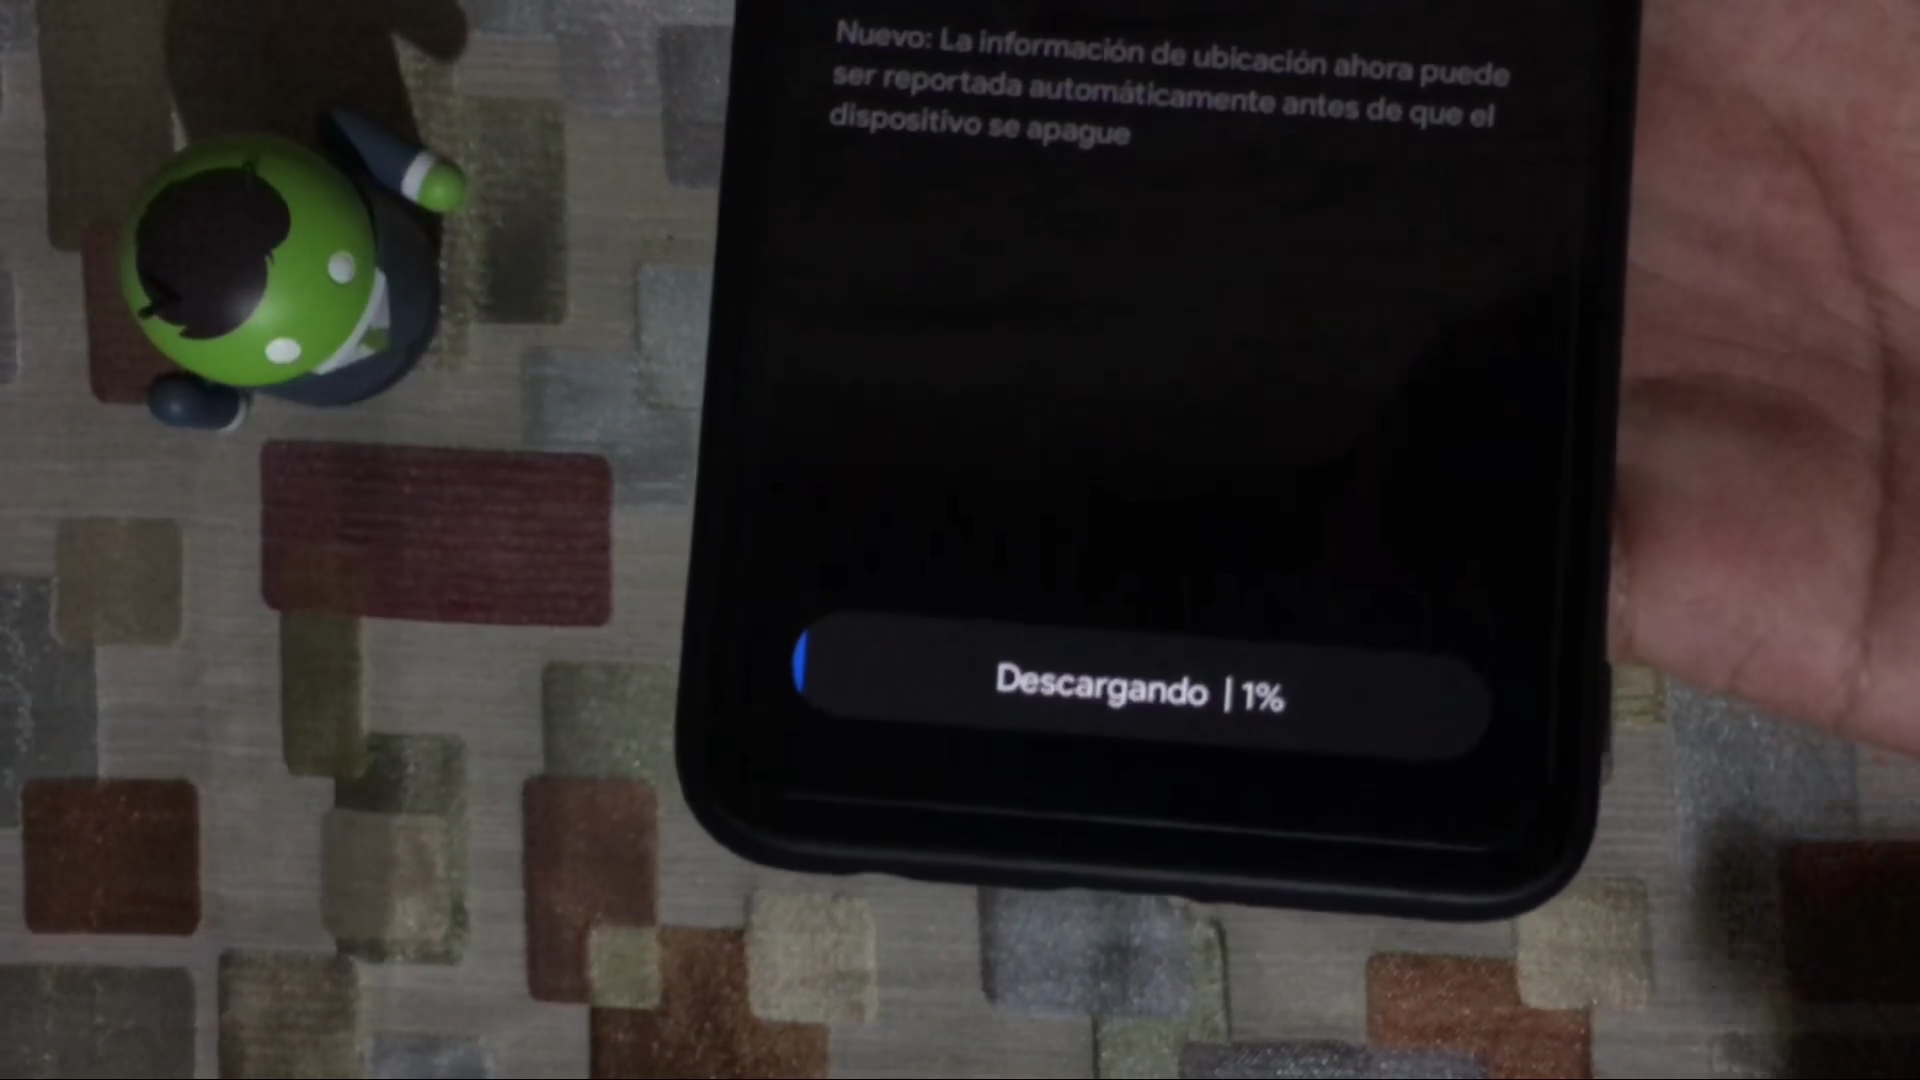 Nuevo: La información de ubicación ahora puede
ser reportada automáticamente antes de que el
dispositivo se apague
Descargando | 1%